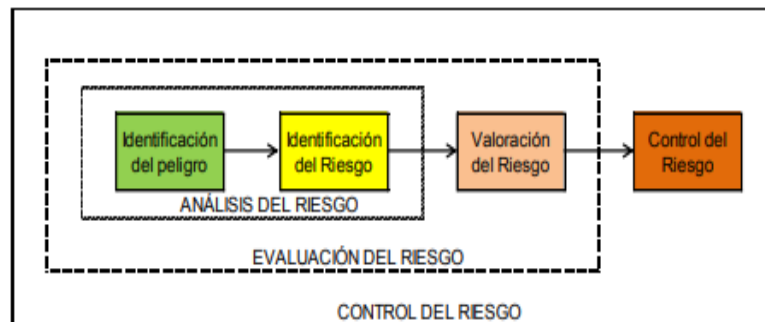 Identificación
del peligro
Identificación
del Riesgo
Valoración
del Riesgo
Control del
Riesgo
ANÁLISIS DEL RIESGO
EVALUACIÓN DEL RIESGO
CONTROL DEL RIESGO